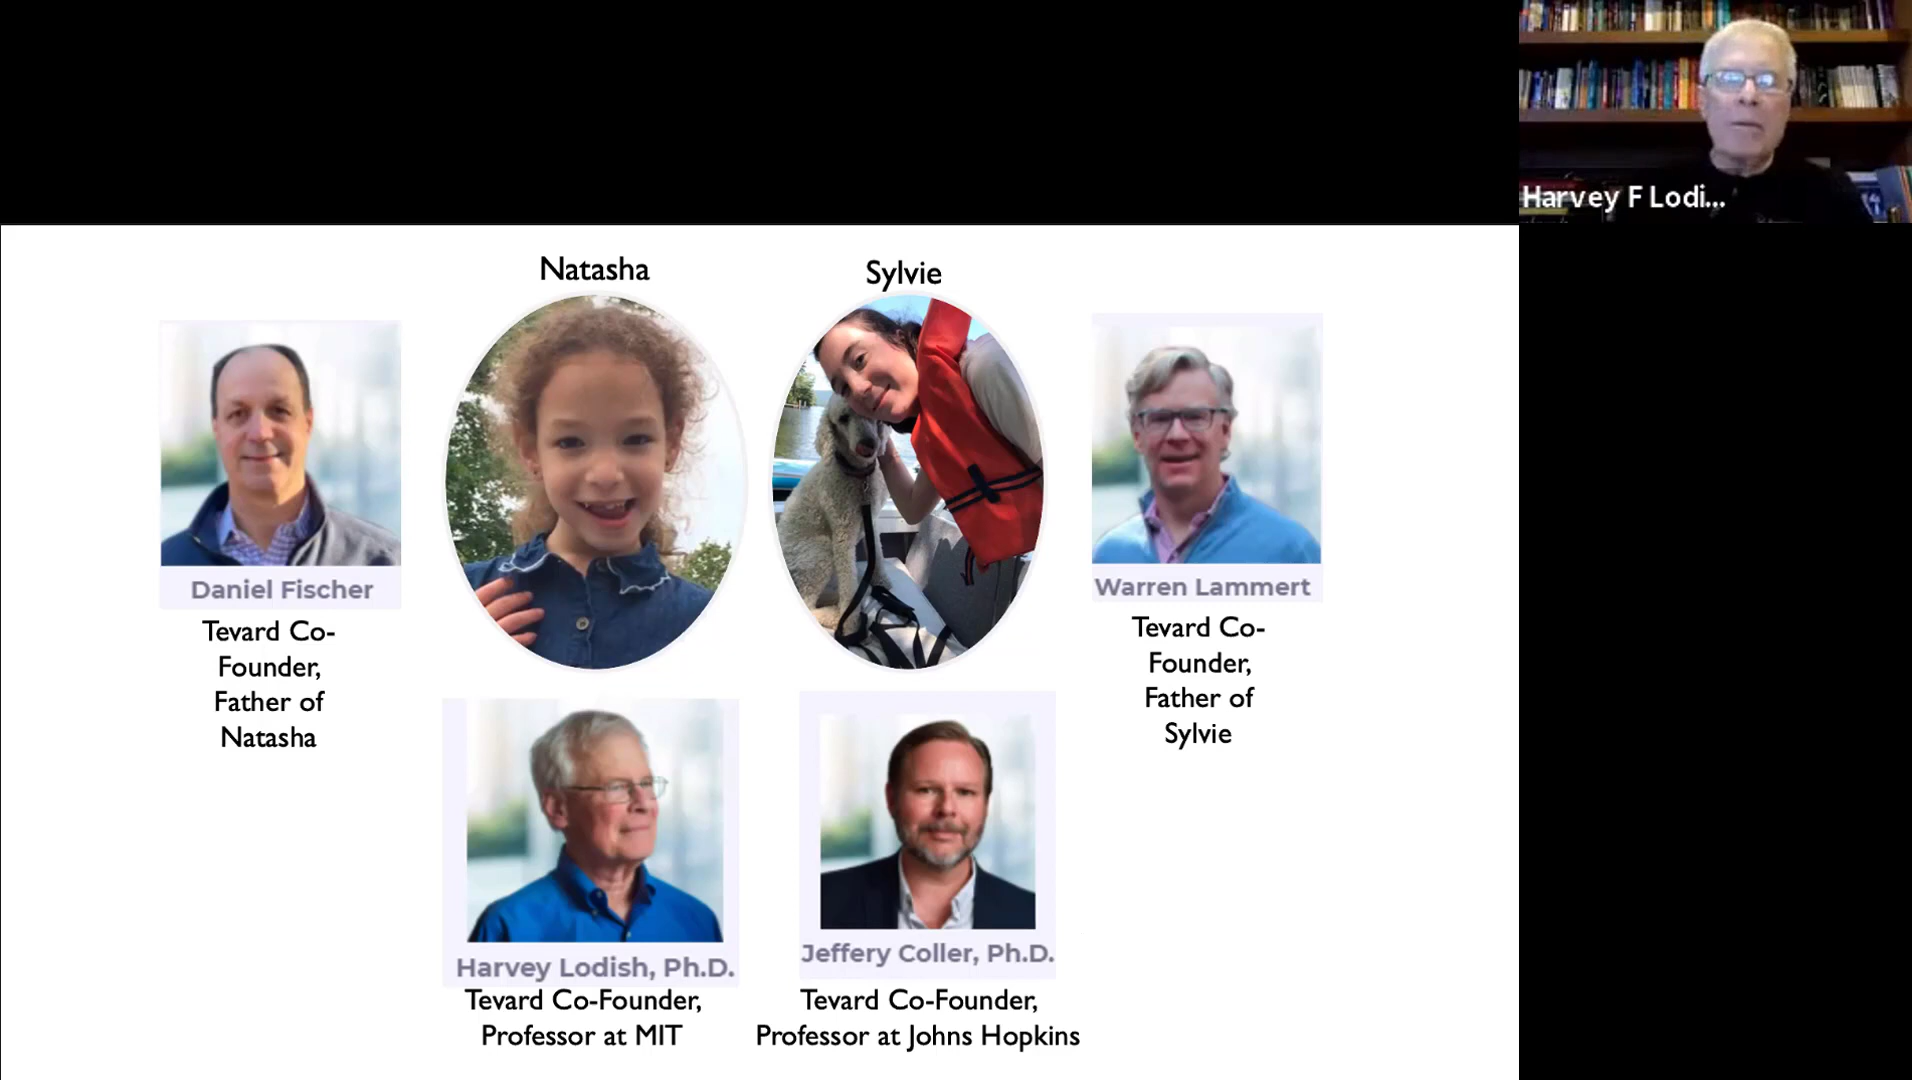 Harvey F Lodi...
Natasha
Sylvie
Daniel Fischer
Tevard Co-
Founder,
Father of
Natasha
Warren Lammert
Tevard Co-
Founder,
Father of
Sylvie
Harvey Lodish, Ph.D.
Tevard Co-Founder,
Professor at MIT
Jeffery Coller, Ph.D.
Tevard Co-Founder,
Professor at Johns Hopkins